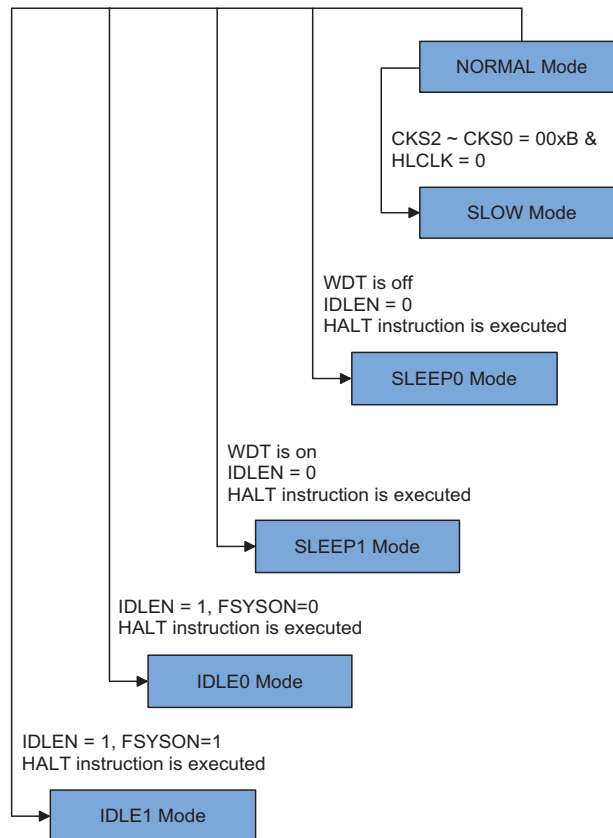 NORMAL Mode
CKS2 ~ CKS0 = 00xB &
HLCLK = 0
SLOW Mode
WDT is off
IDLEN = 0
HALT instruction is executed
SLEEP0 Mode
WDT is on
IDLEN = 0
HALT instruction is executed
SLEEP1 Mode
IDLEN = 1, FSYSON=0
HALT instruction is executed
IDLE0 Mode
IDLEN = 1, FSYSON=1
HALT instruction is executed
IDLE1 Mode